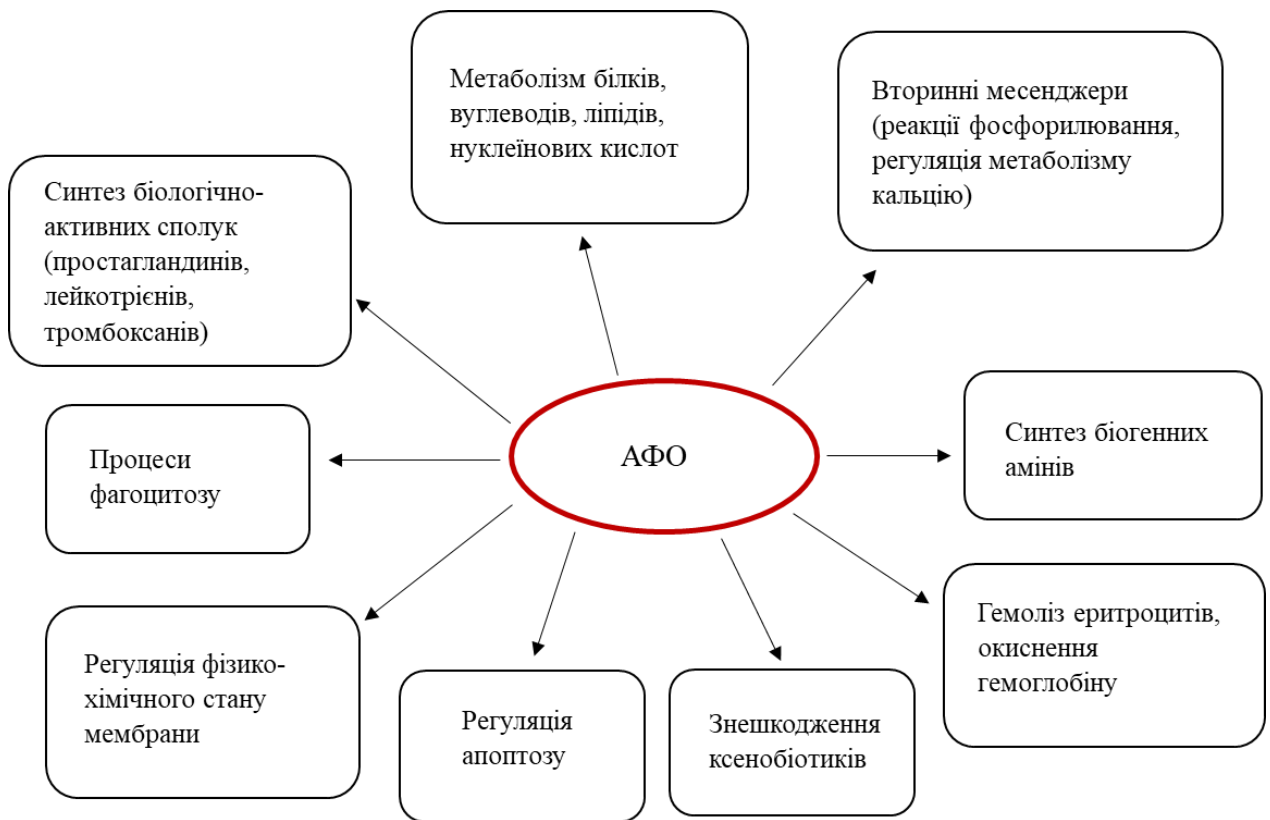 Метаболізм білків,
вуглеводів, ліпідів,
нуклеїнових кислот
Вторинні месенджери
(реакції фосфорилювання,
регуляція метаболізму
кальцію)
Синтез біологічно-
активних сполук
(простагландинів,
лейкотрієнів,
тромбоксанів)
АФО
Синтез біогенних
амінів
Процеси
фагоцитозу
Гемоліз еритроцитів,
окиснення
гемоглобіну
Регуляція фізико-
хімічного стану
мембрани
Регуляція
апоптозу
Знешкодження
ксенобіотиків